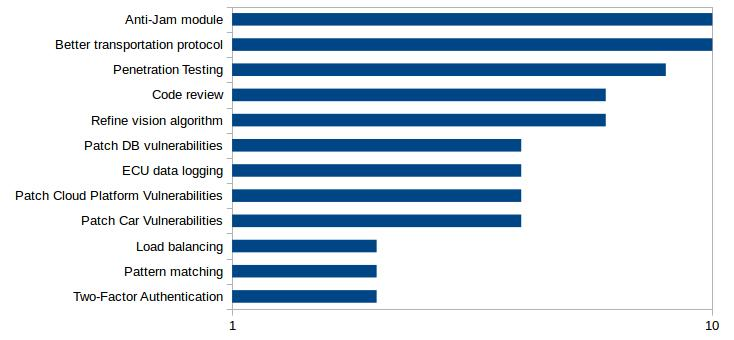 Anti-Jam module
Better transportation protocol
Penetration Testing
Code review
Refine vision algorithm
Patch DB vulnerabilities
ECU data logging
Patch Cloud Platform Vulnerabilities
Patch Car Vulnerabilities
Load balancing
Pattern matching
Two-Factor Authentication
1 10